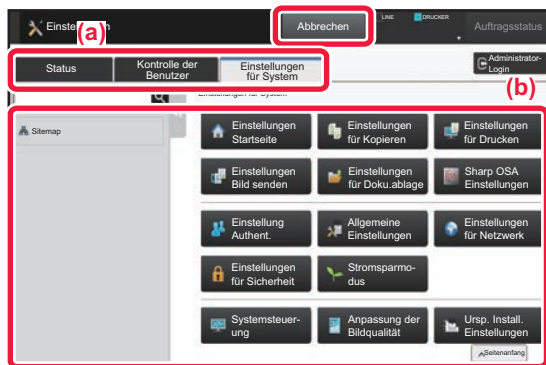 Einstellungen
(a)
Abbrechen
LINE
DRUCKER
Auftragsstatus
Status
Kontrolle der
Benutzer
Einstellungen
für System
Administrator-
Login
(b)
Einstellungen für System
Sitemap
Einstellungen
Startseite
Einstellungen
für Kopieren
Einstellungen
für Drucken
Einstellungen
Bild senden
Einstellungen
für Doku.ablage
Sharp OSA
Einstellungen
Einstellung
Authent.
Allgemeine
Einstellungen
Einstellungen
für Netzwerk
Einstellungen
für Sicherheit
Stromsparmo-
dus
Systemsteuer-
ung
Anpassung der
Bildqualität
Ursp. Install.
Einstellungen
Seitenanfang